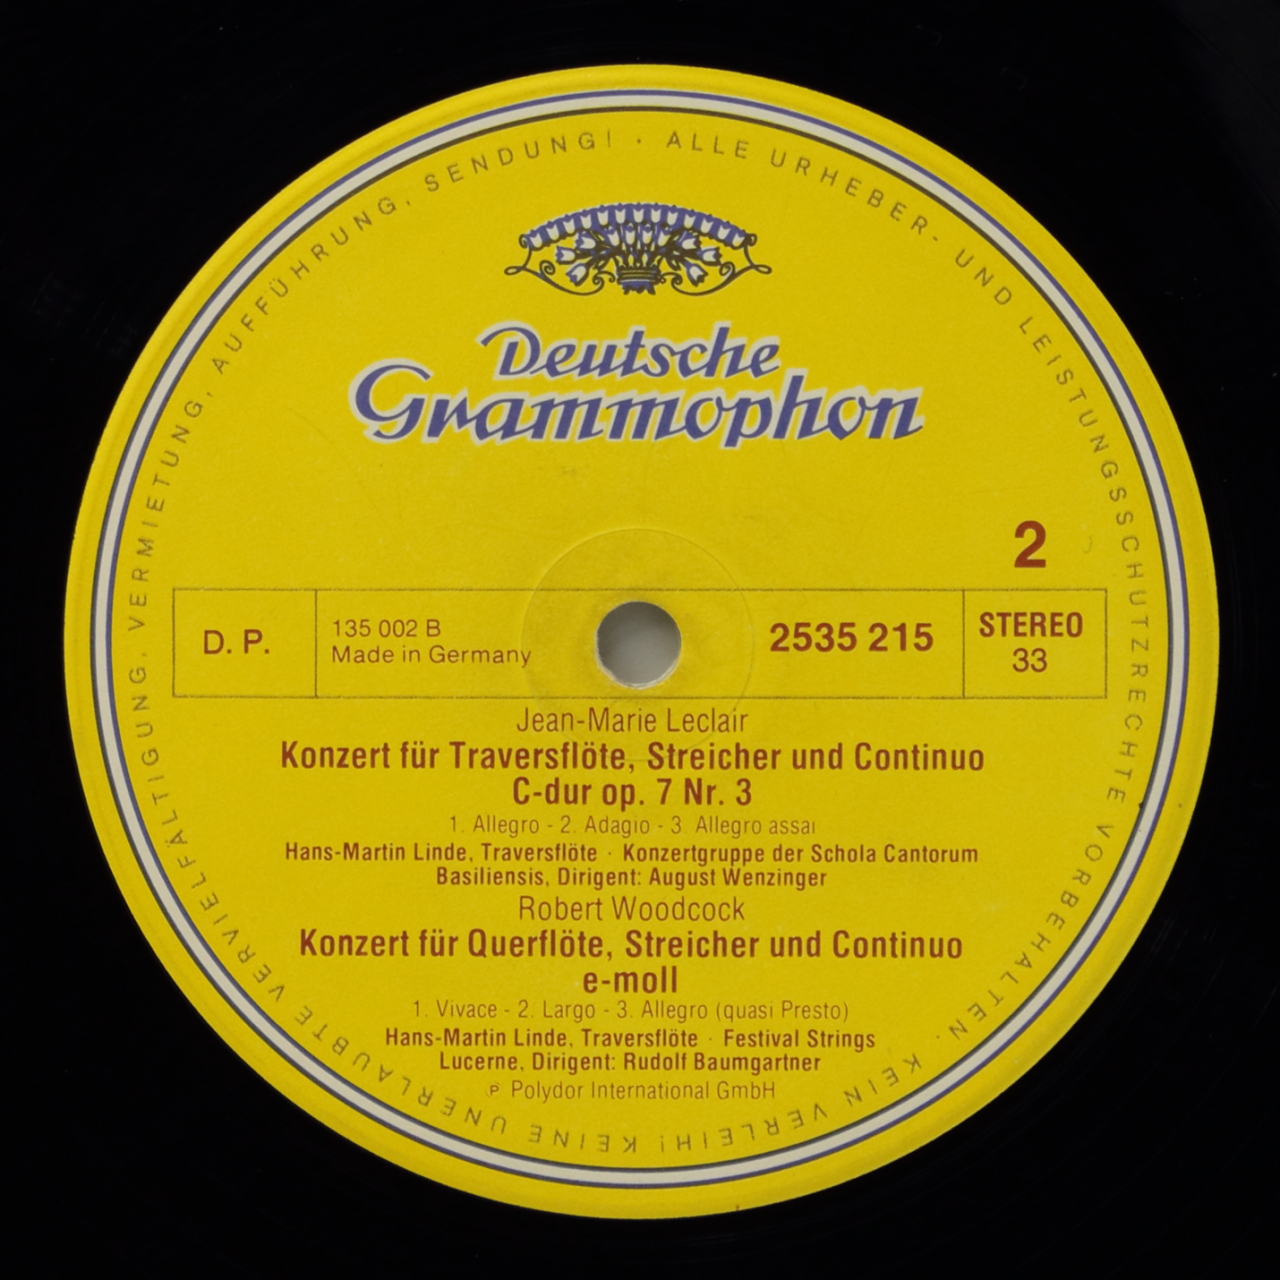 ALLE URHEBER- UND LEISTUNGSSCHUTZRECHTE VORBEHALTEN · KEIN VERLEIH! KEINE UNERLAUBTE VERVIELFÄLTIGUNG, VERMIETUNG, AUFFÜHRUNG, SENDUNG! ·
Deutsche
Grammophon
2
D. P.
135 002 B
Made in Germany
2535 215
STEREO
33
Jean-Marie Leclair
Konzert für Traversflöte, Streicher und Continuo
C-dur op. 7 Nr. 3
1. Allegro - 2. Adagio - 3. Allegro assai
Hans-Martin Linde, Traversflöte · Konzertgruppe der Schola Cantorum
Basiliensis, Dirigent: August Wenzinger
Robert Woodcock
Konzert für Querflöte, Streicher und Continuo
e-moll
1. Vivace - 2. Largo - 3. Allegro (quasi Presto)
Hans-Martin Linde, Traversflöte · Festival Strings
Lucerne, Dirigent: Rudolf Baumgartner
℗ Polydor International GmbH